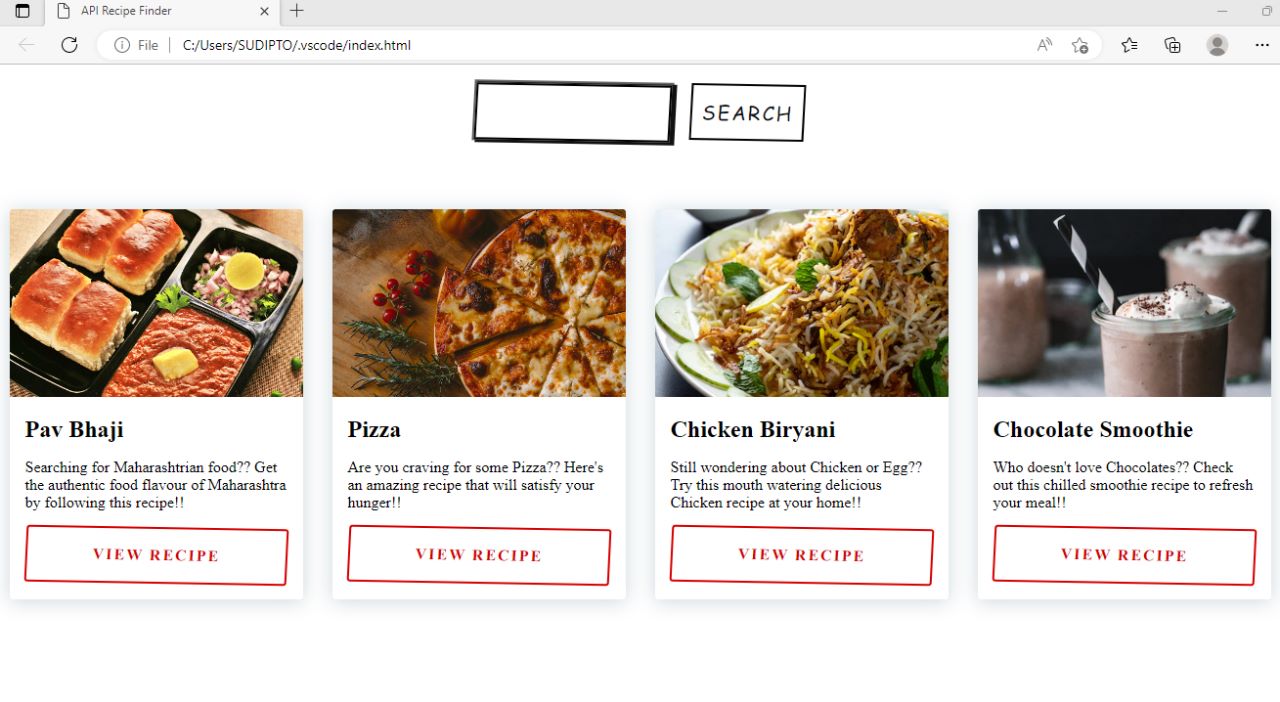 API Recipe Finder
File C:/Users/SUDIPTO/.vscode/index.html
SEARCH
Pav Bhaji
Searching for Maharashtrian food?? Get
the authentic food flavour of Maharashtra
by following this recipe!!
VIEW RECIPE
Pizza
Are you craving for some Pizza?? Here's
an amazing recipe that will satisfy your
hunger!!
VIEW RECIPE
Chicken Biryani
Still wondering about Chicken or Egg??
Try this mouth watering delicious
Chicken recipe at your home!!
VIEW RECIPE
Chocolate Smoothie
Who doesn't love Chocolates?? Check
out this chilled smoothie recipe to refresh
your meal!!
VIEW RECIPE